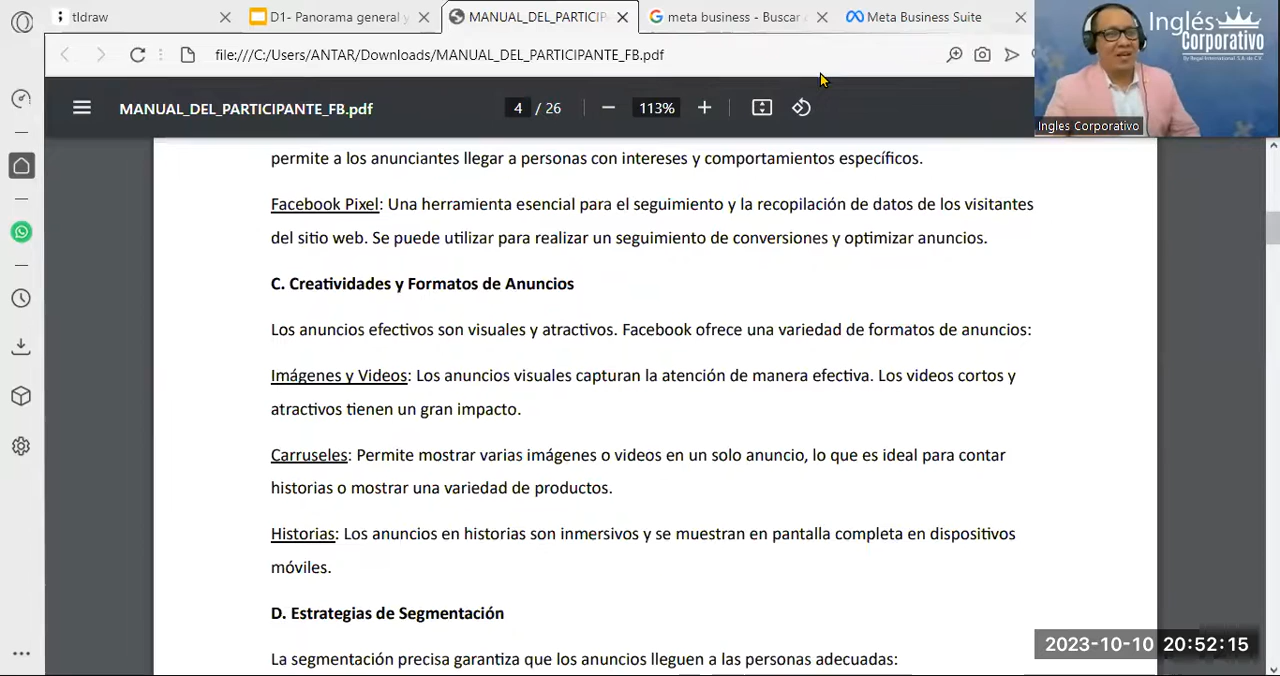 tldraw
D1- Panorama general y
MANUAL_DEL_PARTICIP
meta business - Buscar
Meta Business Suite
file:///C:/Users/ANTAR/Downloads/MANUAL_DEL_PARTICIPANTE_FB.pdf
MANUAL_DEL_PARTICIPANTE_FB.pdf
4 / 26
113%
Inglés
Corporativo
By Regal International S.A. de C.V.
Ingles Corporativo
permite a los anunciantes llegar a personas con intereses y comportamientos específicos.
Facebook Pixel: Una herramienta esencial para el seguimiento y la recopilación de datos de los visitantes
del sitio web. Se puede utilizar para realizar un seguimiento de conversiones y optimizar anuncios.
C. Creatividades y Formatos de Anuncios
Los anuncios efectivos son visuales y atractivos. Facebook ofrece una variedad de formatos de anuncios:
Imágenes y Videos: Los anuncios visuales capturan la atención de manera efectiva. Los videos cortos y
atractivos tienen un gran impacto.
Carruseles: Permite mostrar varias imágenes o videos en un solo anuncio, lo que es ideal para contar
historias o mostrar una variedad de productos.
Historias: Los anuncios en historias son inmersivos y se muestran en pantalla completa en dispositivos
móviles.
D. Estrategias de Segmentación
La segmentación precisa garantiza que los anuncios lleguen a las personas adecuadas:
2023-10-10 20:52:15